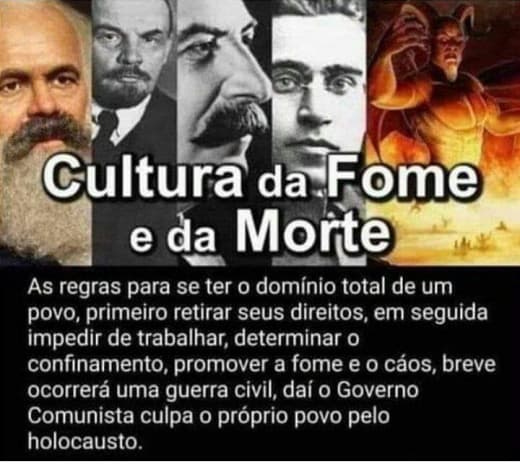 Cultura da Fome
e da Morte
As regras para se ter o domínio total de um
povo, primeiro retirar seus direitos, em seguida
impedir de trabalhar, determinar o
confinamento, promover a fome e o cáos, breve
ocorrerá uma guerra civil, daí o Governo
Comunista culpa o próprio povo pelo
holocausto.